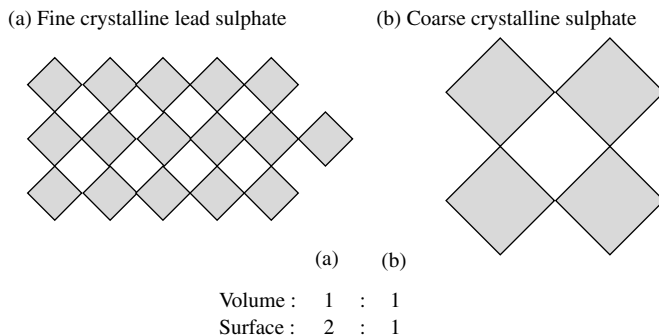 (a) Fine crystalline lead sulphate (b) Coarse crystalline sulphate
(a) (b)
Volume : 1 : 1
Surface : 2 : 1